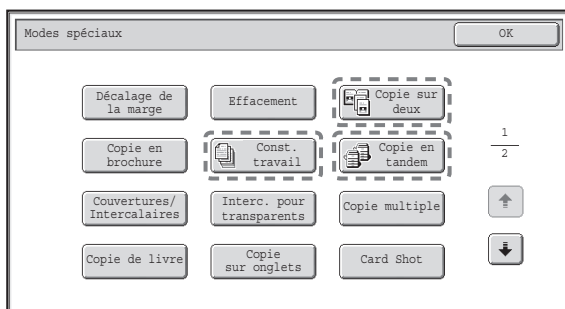 Modes spéciaux
OK
Décalage de
la marge
Effacement
Copie sur
deux
Copie en
brochure
Const.
travail
Copie en
tandem
1
2
Couvertures/
Intercalaires
Interc. pour
transparents
Copie multiple
Copie de livre
Copie
sur onglets
Card Shot